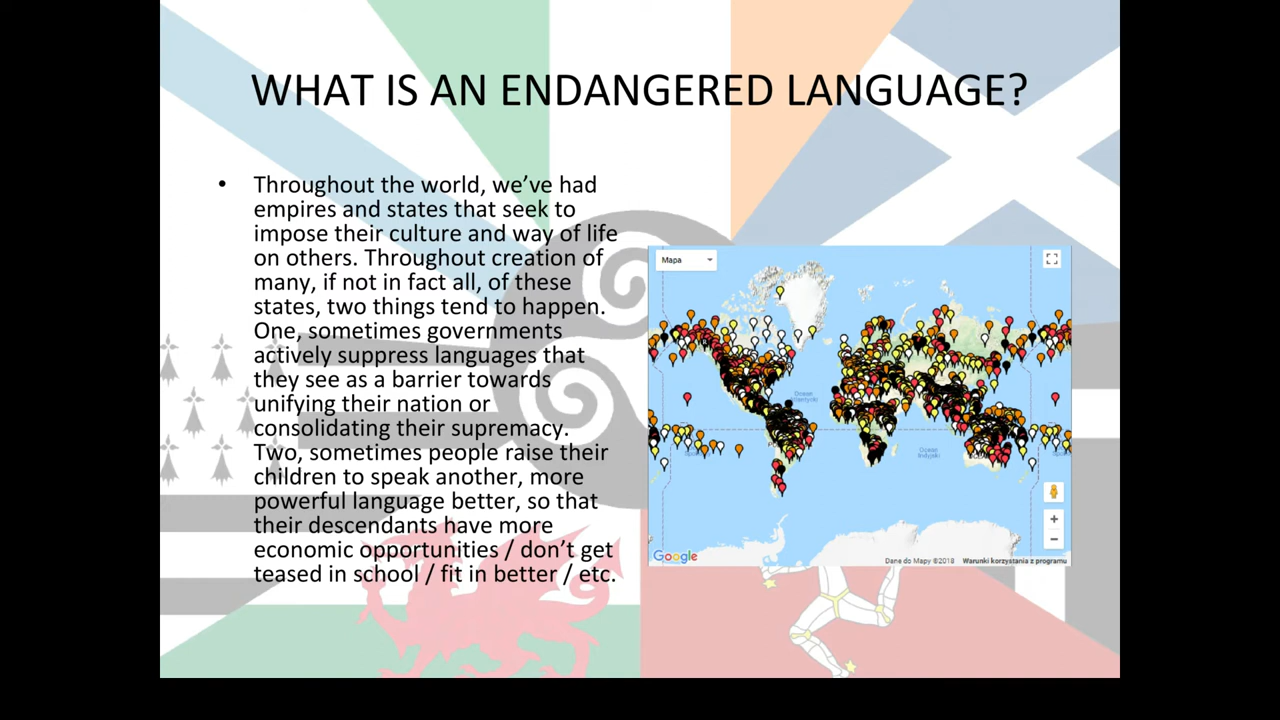 WHAT IS AN ENDANGERED LANGUAGE?
• Throughout the world, we’ve had
empires and states that seek to
impose their culture and way of life
on others. Throughout creation of
many, if not in fact all, of these
states, two things tend to happen.
One, sometimes governments
actively suppress languages that
they see as a barrier towards
unifying their nation or
consolidating their supremacy.
Two, sometimes people raise their
children to speak another, more
powerful language better, so that
their descendants have more
economic opportunities / don’t get
teased in school / fit in better / etc.
Mapa
Ocean
Ocean
Indyjski
+
−
Google
Dane do Mapy ©2018 Warunki korzystania z programu